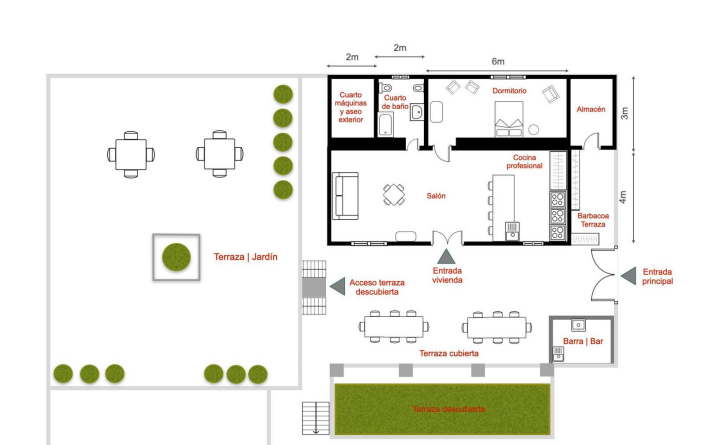 2m
2m
6m
Cuarto
máquinas
y aseo
exterior
Cuarto
de baño
Dormitorio
Almacén
3m
Cocina
profesional
Salón
4m
Barbacoa
Terraza
Terraza | Jardín
Acceso terraza
descubierta
Entrada
vivienda
Entrada
principal
Barra | Bar
Terraza cubierta
Terraza descubierta